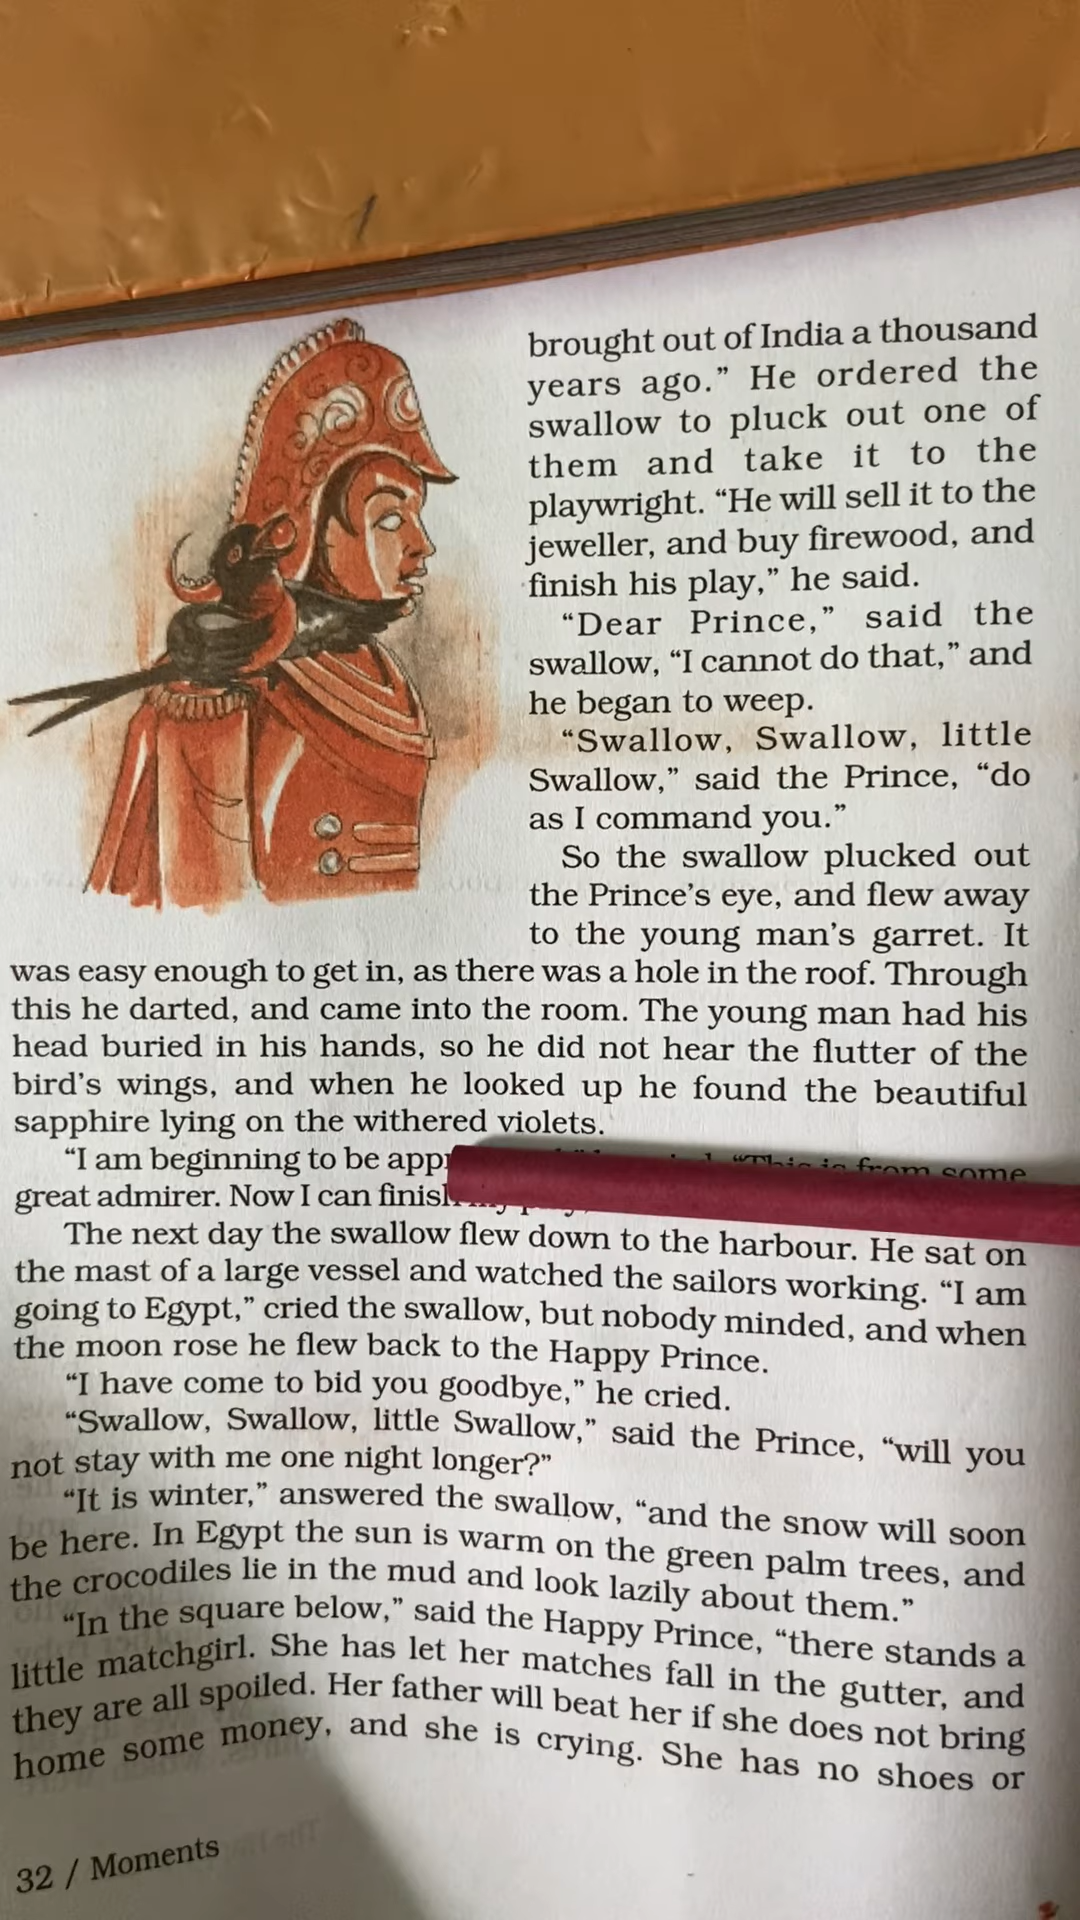 brought out of India a thousand
years ago.” He ordered the
swallow to pluck out one of
them and take it to the
playwright. “He will sell it to the
jeweller, and buy firewood, and
finish his play,” he said.
“Dear Prince,” said the
swallow, “I cannot do that,” and
he began to weep.
“Swallow, Swallow, little
Swallow,” said the Prince, “do
as I command you.”
So the swallow plucked out
the Prince’s eye, and flew away
to the young man’s garret. It
was easy enough to get in, as there was a hole in the roof. Through
this he darted, and came into the room. The young man had his
head buried in his hands, so he did not hear the flutter of the
bird’s wings, and when he looked up he found the beautiful
sapphire lying on the withered violets.
“I am beginning to be “This is from some
great admirer. Now I can
The next day the swallow flew down to the harbour. He sat on
the mast of a large vessel and watched the sailors working. “I am
going to Egypt,” cried the swallow, but nobody minded, and when
the moon rose he flew back to the Happy Prince.
“I have come to bid you goodbye,” he cried.
“Swallow, Swallow, little Swallow,” said the Prince, “will you
not stay with me one night longer?”
“It is winter,” answered the swallow, “and the snow will soon
be here. In Egypt the sun is warm on the green palm trees, and
the crocodiles lie in the mud and look lazily about them.”
“In the square below,” said the Happy Prince, “there stands a
little matchgirl. She has let her matches fall in the gutter, and
they are all spoiled. Her father will beat her if she does not bring
home some money, and she is crying. She has no shoes or
32 / Moments